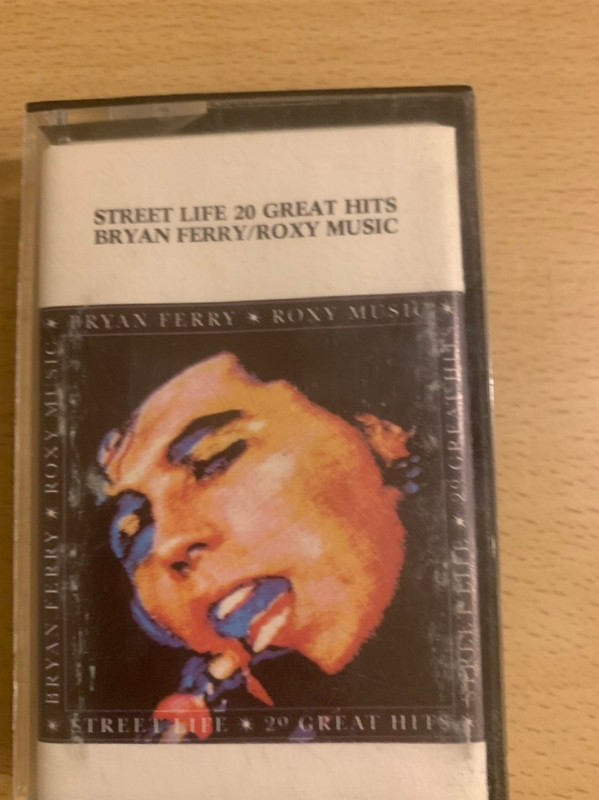 STREET LIFE 20 GREAT HITS
BRYAN FERRY/ROXY MUSIC
★ BRYAN FERRY ★ ROXY MUSIC ★
BRYAN FERRY ★ ROXY MUSIC
STREET LIFE ★ 20 GREAT HITS
★ STREET LIFE ★ 20 GREAT HITS ★